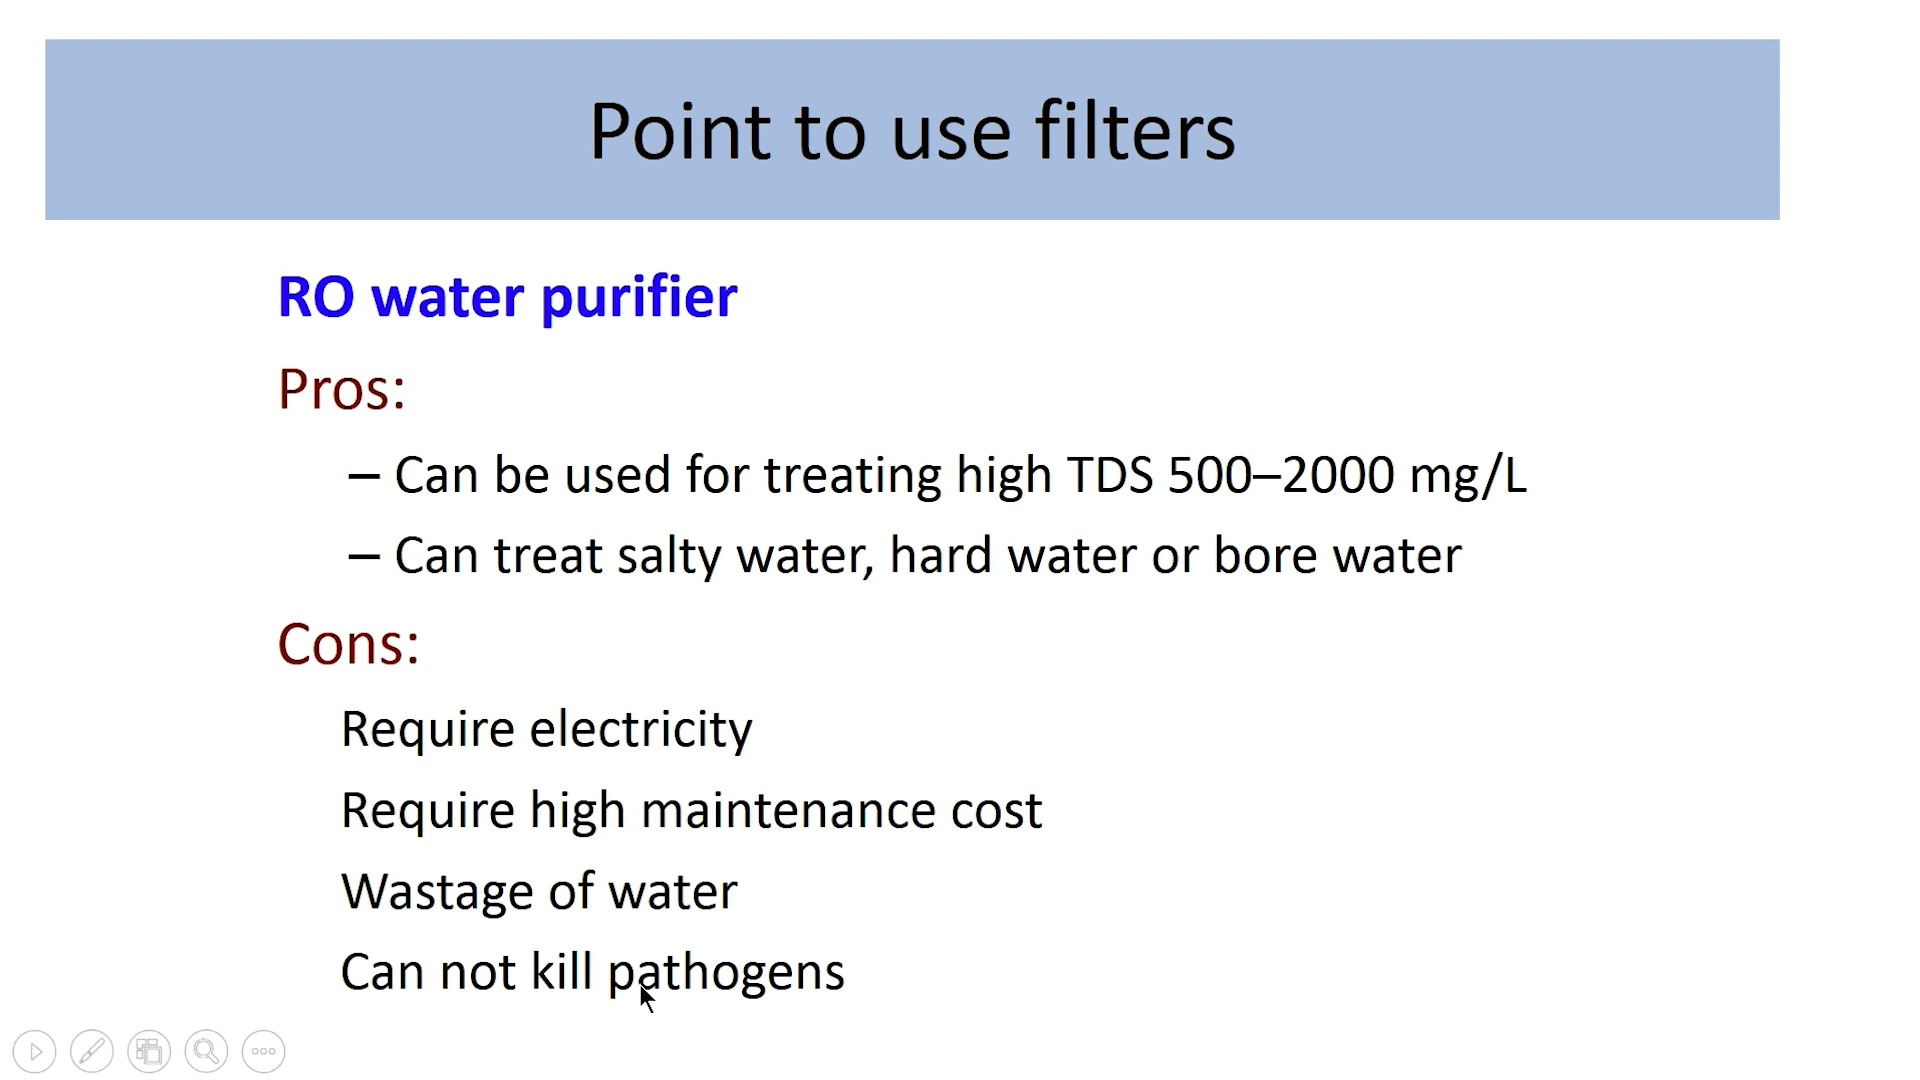 Point to use filters
RO water purifier
Pros:
– Can be used for treating high TDS 500–2000 mg/L
– Can treat salty water, hard water or bore water
Cons:
Require electricity
Require high maintenance cost
Wastage of water
Can not kill pathogens